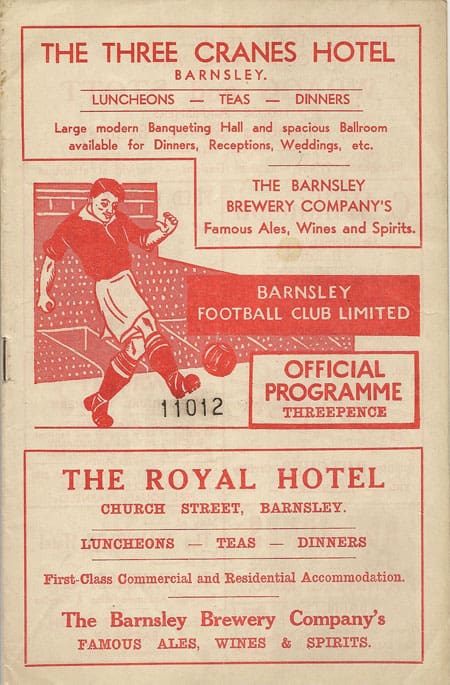 THE THREE CRANES HOTEL
BARNSLEY.
LUNCHEONS — TEAS — DINNERS
Large modern Banqueting Hall and spacious Ballroom
available for Dinners, Receptions, Weddings, etc.
THE BARNSLEY
BREWERY COMPANY'S
Famous Ales, Wines and Spirits.
BARNSLEY
FOOTBALL CLUB LIMITED
OFFICIAL
PROGRAMME
THREEPENCE
11012
THE ROYAL HOTEL
CHURCH STREET, BARNSLEY.
LUNCHEONS — TEAS — DINNERS
First-Class Commercial and Residential Accommodation.
The Barnsley Brewery Company's
FAMOUS ALES, WINES & SPIRITS.